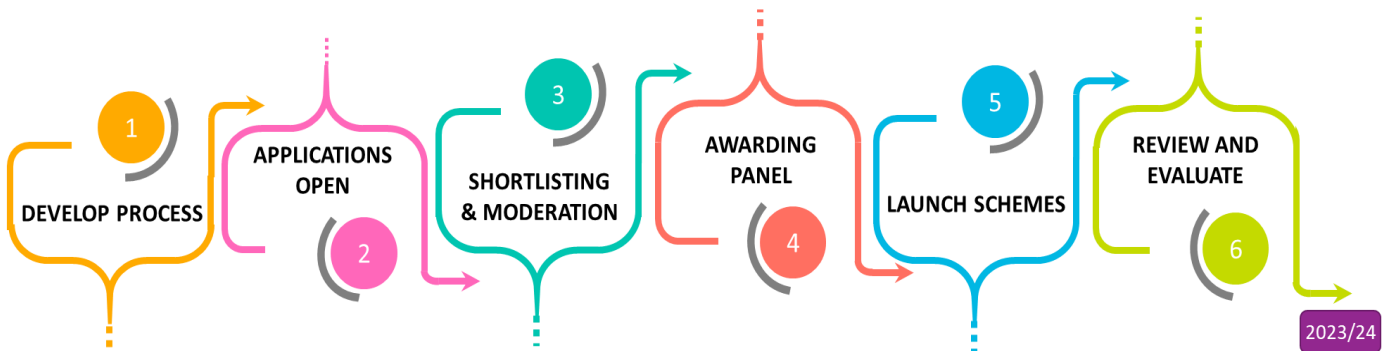 1
DEVELOP PROCESS
APPLICATIONS
OPEN
2
3
SHORTLISTING
& MODERATION
AWARDING
PANEL
4
5
LAUNCH SCHEMES
REVIEW AND
EVALUATE
6
2023/24